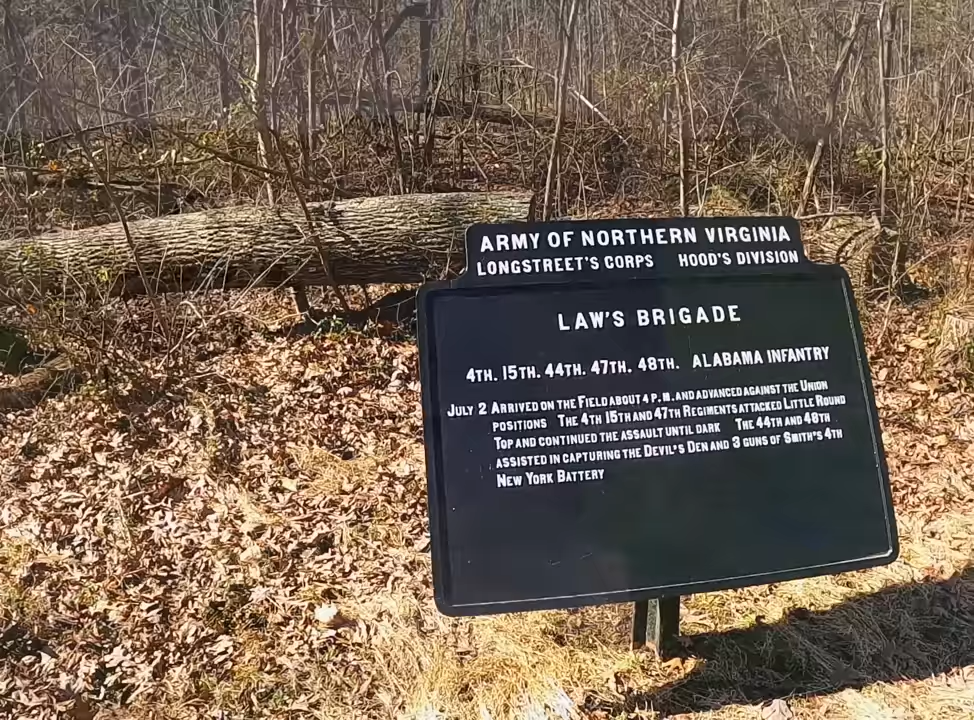 ARMY OF NORTHERN VIRGINIA
LONGSTREET'S CORPS HOOD'S DIVISION
LAW'S BRIGADE
4TH. 15TH. 44TH. 47TH. 48TH. ALABAMA INFANTRY
JULY 2 ARRIVED ON THE FIELD ABOUT 4 P.M. AND ADVANCED AGAINST THE UNION
POSITIONS THE 4TH 15TH AND 47TH REGIMENTS ATTACKED LITTLE ROUND
TOP AND CONTINUED THE ASSAULT UNTIL DARK THE 44TH AND 48TH
ASSISTED IN CAPTURING THE DEVIL'S DEN AND 3 GUNS OF SMITH'S 4TH
NEW YORK BATTERY